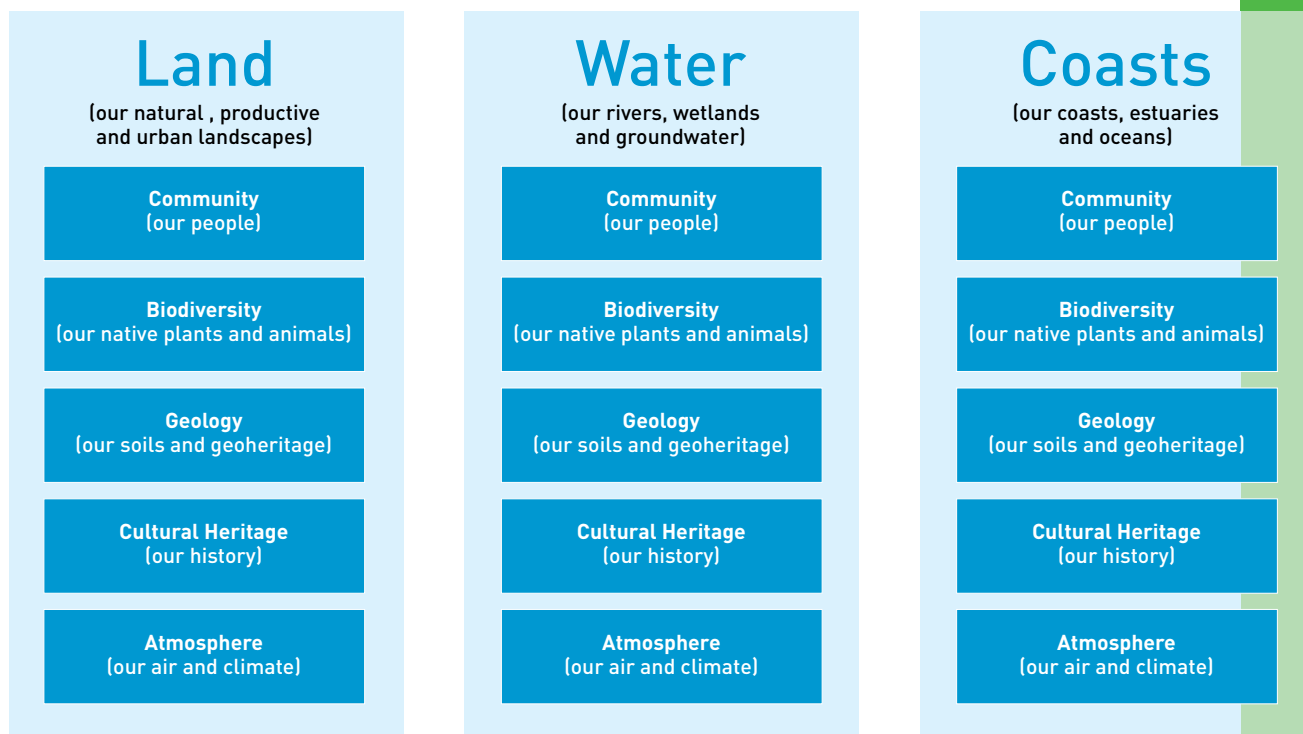 Land
(our natural , productive
and urban landscapes)
Community
(our people)
Biodiversity
(our native plants and animals)
Geology
(our soils and geoheritage)
Cultural Heritage
(our history)
Atmosphere
(our air and climate)
Water
(our rivers, wetlands
and groundwater)
Community
(our people)
Biodiversity
(our native plants and animals)
Geology
(our soils and geoheritage)
Cultural Heritage
(our history)
Atmosphere
(our air and climate)
Coasts
(our coasts, estuaries
and oceans)
Community
(our people)
Biodiversity
(our native plants and animals)
Geology
(our soils and geoheritage)
Cultural Heritage
(our history)
Atmosphere
(our air and climate)